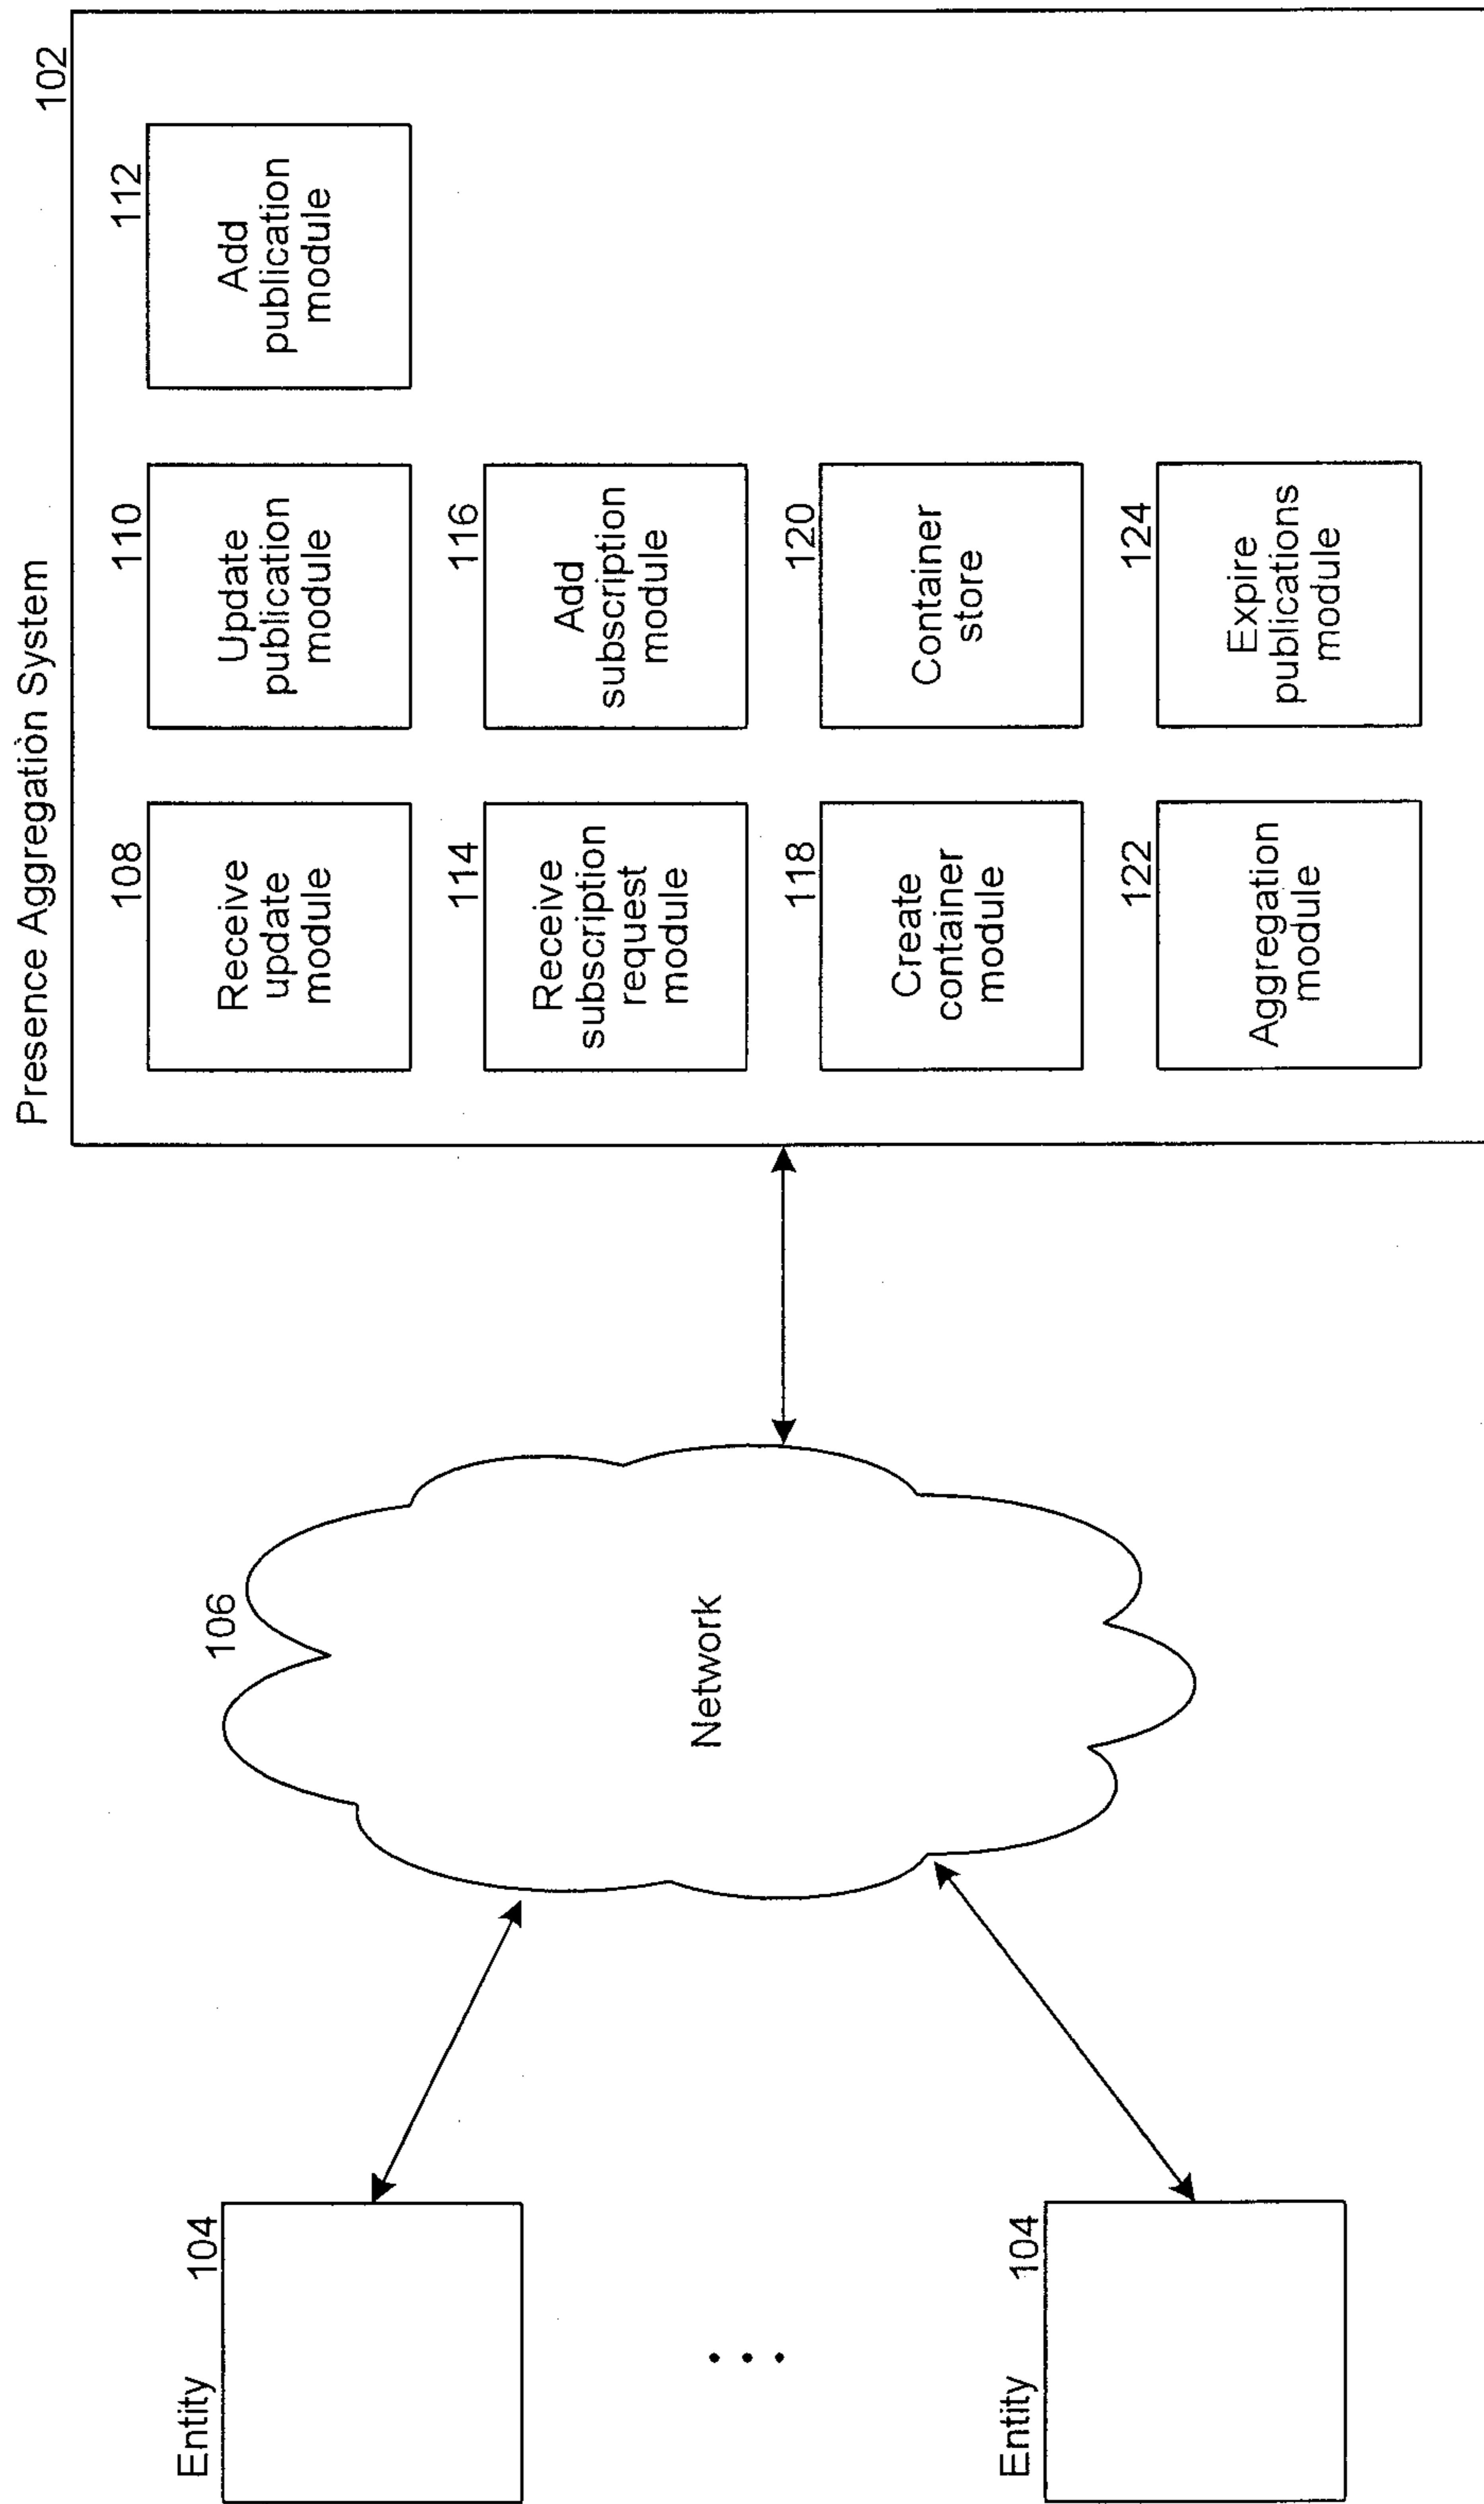 Presence Aggregation System
102
108
Receive
update
module
110
Update
publication
module
112
Add
publication
module
114
Receive
subscription
request
module
116
Add
subscription
module
118
Create
container
module
120
Container
store
122
Aggregation
module
124
Expire
publications
module
106
Network
Entity
104
Entity
104